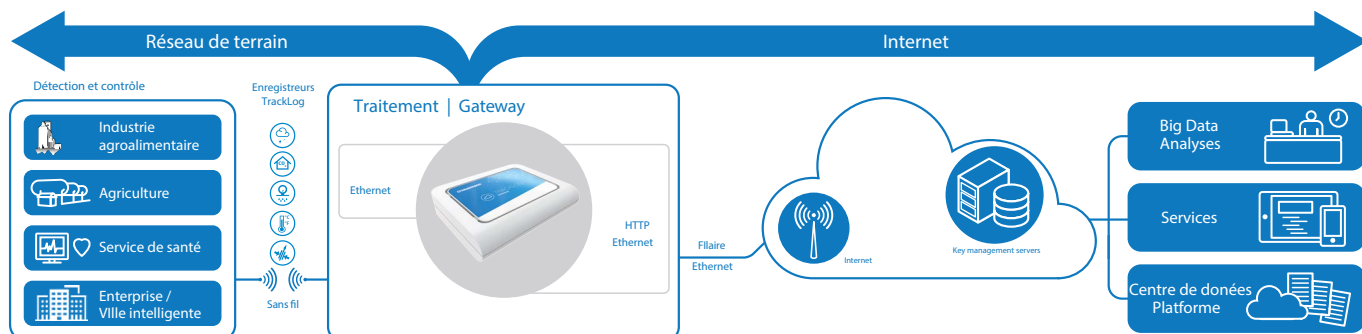 Réseau de terrain
Internet
Détection et contrôle
Industrie
agroalimentaire
Agriculture
Service de santé
Enterprise /
VIlle intelligente
Enregistreurs
TrackLog
Sans fil
Traitement | Gateway
Ethernet
HTTP
Ethernet
FIlaire
Ethernet
Internet
Key management servers
Big Data
Analyses
Services
Centre de donées
Platforme